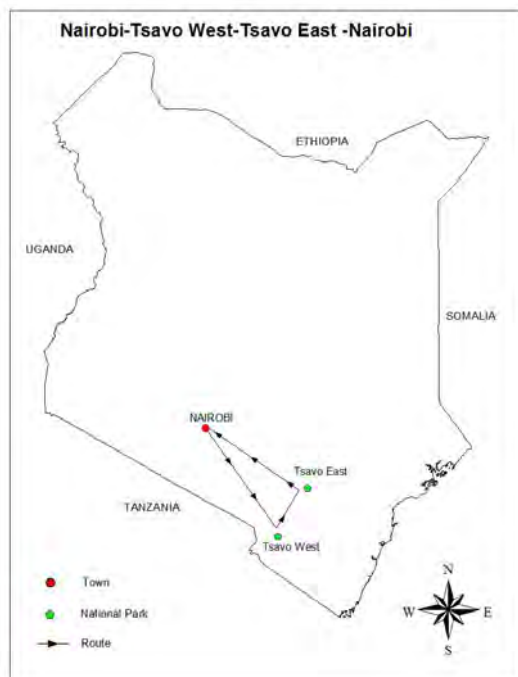 Nairobi-Tsavo West-Tsavo East -Nairobi
ETHIOPIA
UGANDA
SOMALIA
NAIROBI
Tsavo East
TANZANIA
Tsavo West
Town
National Park
Route
N
W
E
S